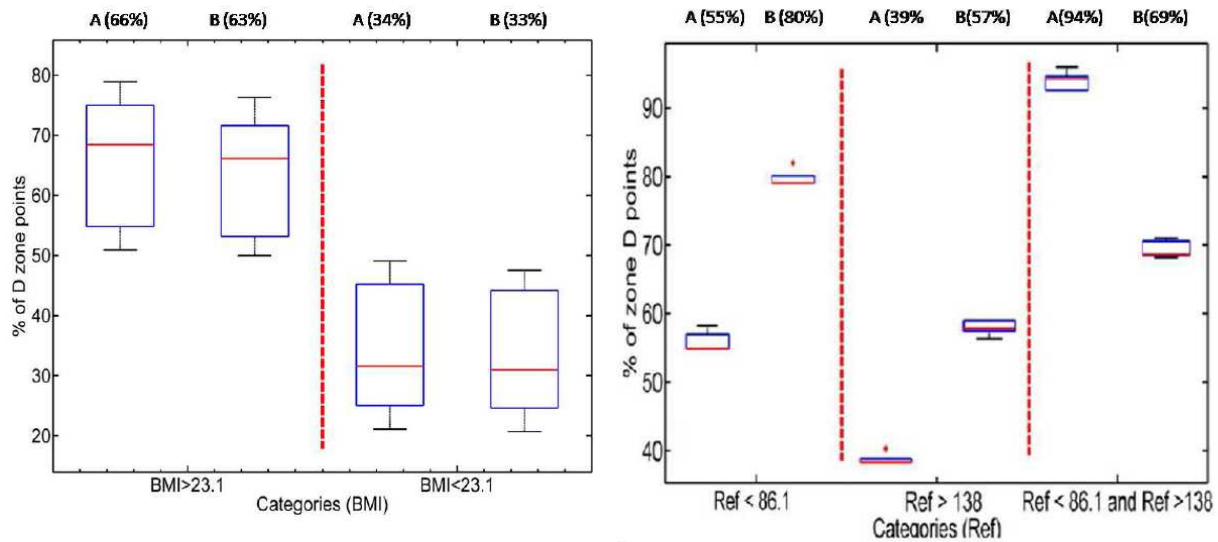 A (66%) B (63%) A (34%) B (33%)
% of D zone points
80
70
60
50
40
30
20
BMI>23.1 BMI<23.1
Categories (BMI)
A (55%) B (80%) A (39% B(57%) A(94%) B(69%)
% of zone D points
90
80
70
60
50
40
Ref < 86.1 Ref > 138 Ref < 86.1 and Ref >138
Categories (Ref)